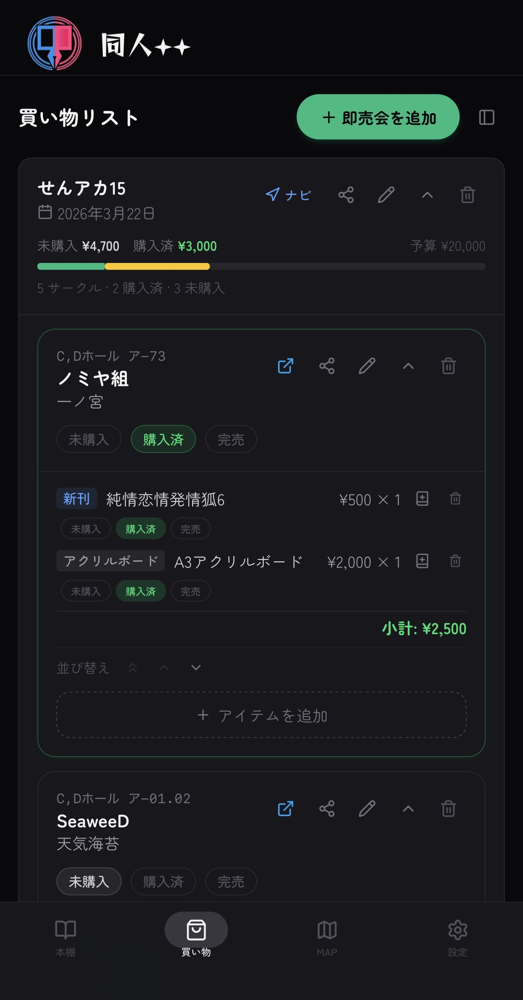 同人++
買い物リスト
+ 即売会を追加
せんアカ15
ナビ
2026年3月22日
未購入 ¥4,700 購入済 ¥3,000 予算 ¥20,000
5 サークル · 2 購入済 · 3 未購入
C,Dホール ア-73
ノミヤ組
一ノ宮
未購入 購入済 完売
新刊 純情恋情発情狐6 ¥500 × 1
未購入 購入済 完売
アクリルボード A3アクリルボード ¥2,000 × 1
未購入 購入済 完売
小計: ¥2,500
並び替え
+ アイテムを追加
C,Dホール ア-01.02
SeaweeD
天気海苔
未購入 購入済 完売
本棚 買い物 MAP 設定